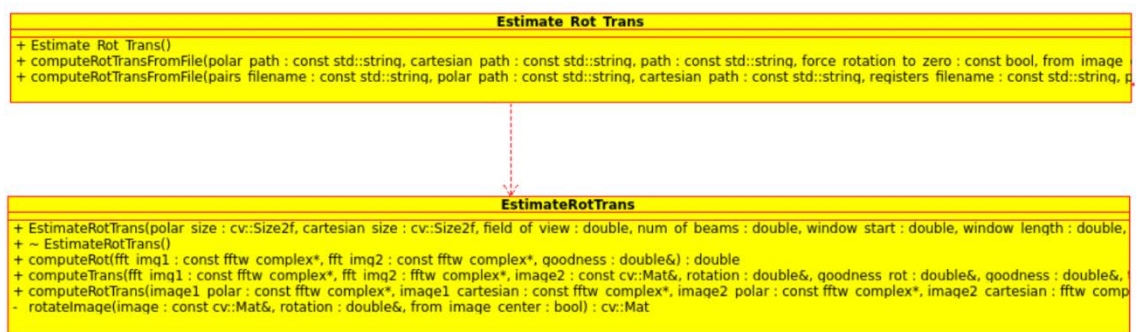 Estimate Rot Trans
+ Estimate Rot Trans()
+ computeRotTransFromFile(polar path : const std::string, cartesian path : const std::string, path : const std::string, force rotation to zero : const bool, from image
+ computeRotTransFromFile(pairs filename : const std::string, polar path : const std::string, cartesian path : const std::string, registers filename : const std::string, p
EstimateRotTrans
+ EstimateRotTrans(polar size : cv::Size2f, cartesian size : cv::Size2f, field of view : double, num of beams : double, window start : double, window length : double,
+ ~ EstimateRotTrans()
+ computeRot(fft img1 : const fftw complex*, fft img2 : const fftw complex*, goodness : double&) : double
+ computeTrans(fft img1 : const fftw complex*, fft img2 : fftw complex*, image2 : const cv::Mat&, rotation : double&, goodness rot : double&, goodness : double&,
+ computeRotTrans(image1 polar : const fftw complex*, image1 cartesian : const fftw complex*, image2 polar : const fftw complex*, image2 cartesian : fftw comp
- rotateImage(image : const cv::Mat&, rotation : double&, from image center : bool) : cv::Mat